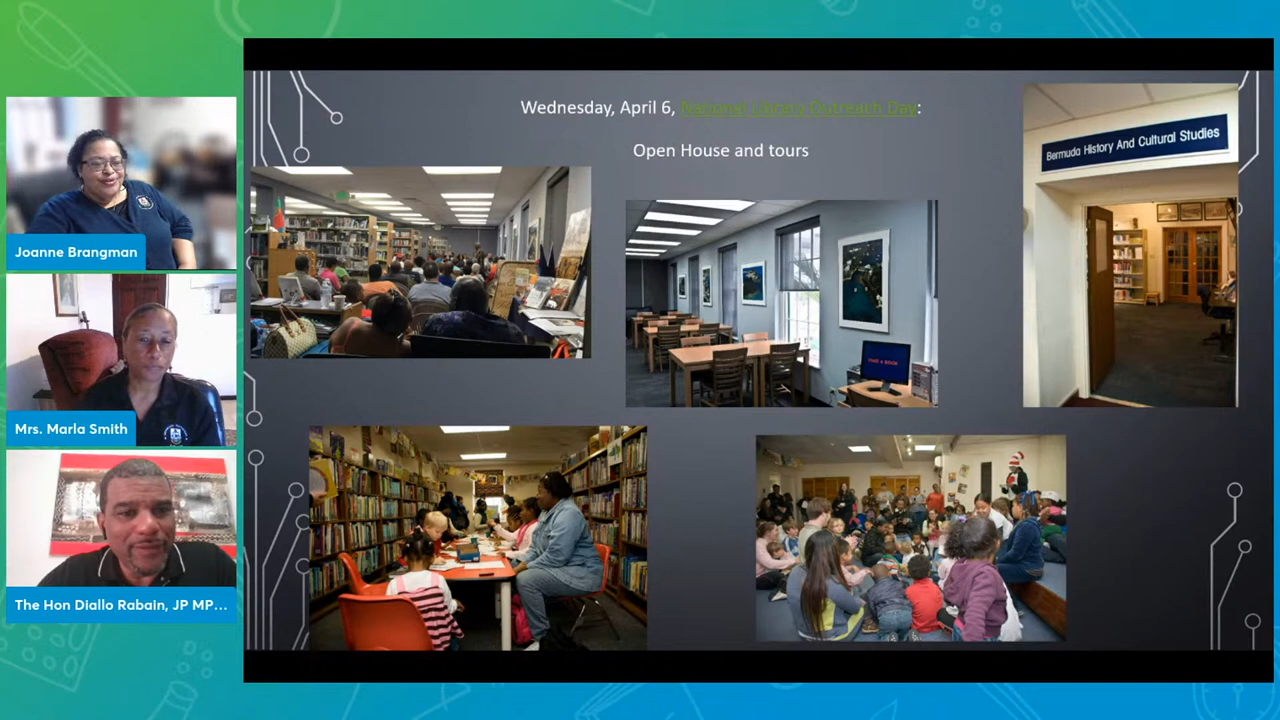 Wednesday, April 6, National Library Outreach Day:
Open House and tours
Bermuda History And Cultural Studies
Joanne Brangman
Mrs. Marla Smith
The Hon Diallo Rabain, JP MP...